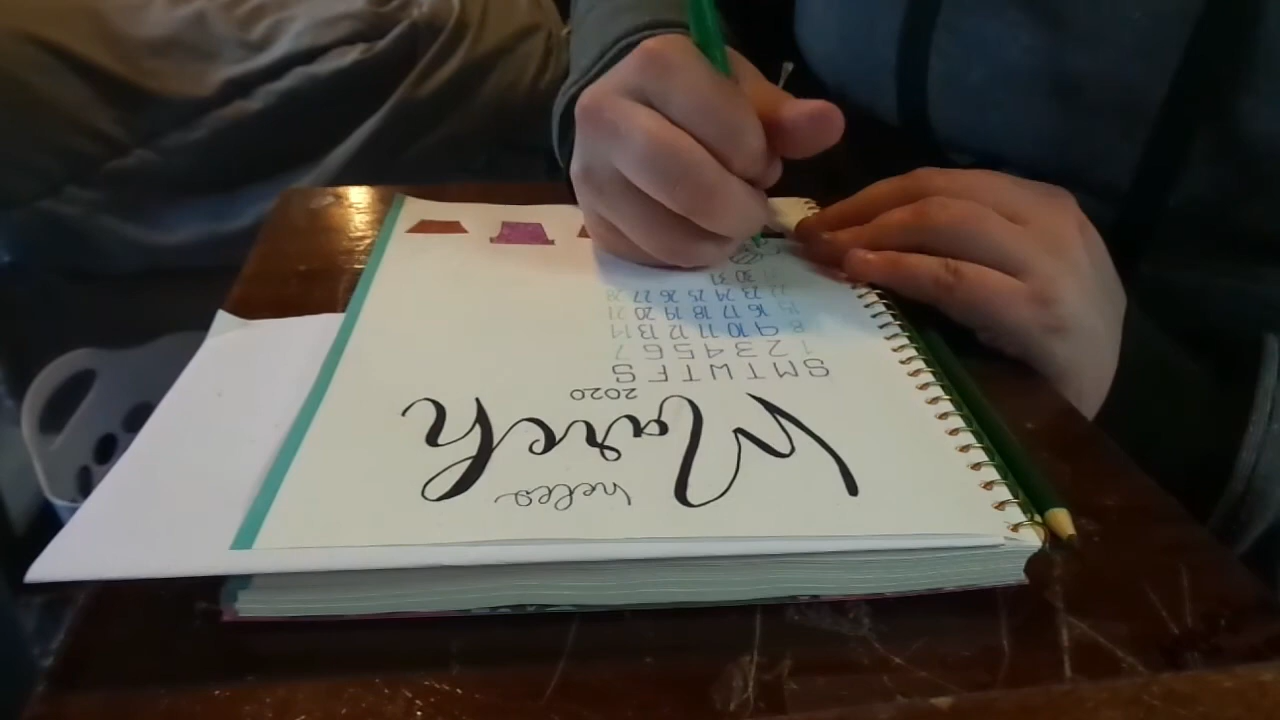 hello
March
2020
S M T W T F S
1 2 3 4 5 6 7
8 9 10 11 12 13 14
15 16 17 18 19 20 21
22 23 24 25 26 27 28
30 31